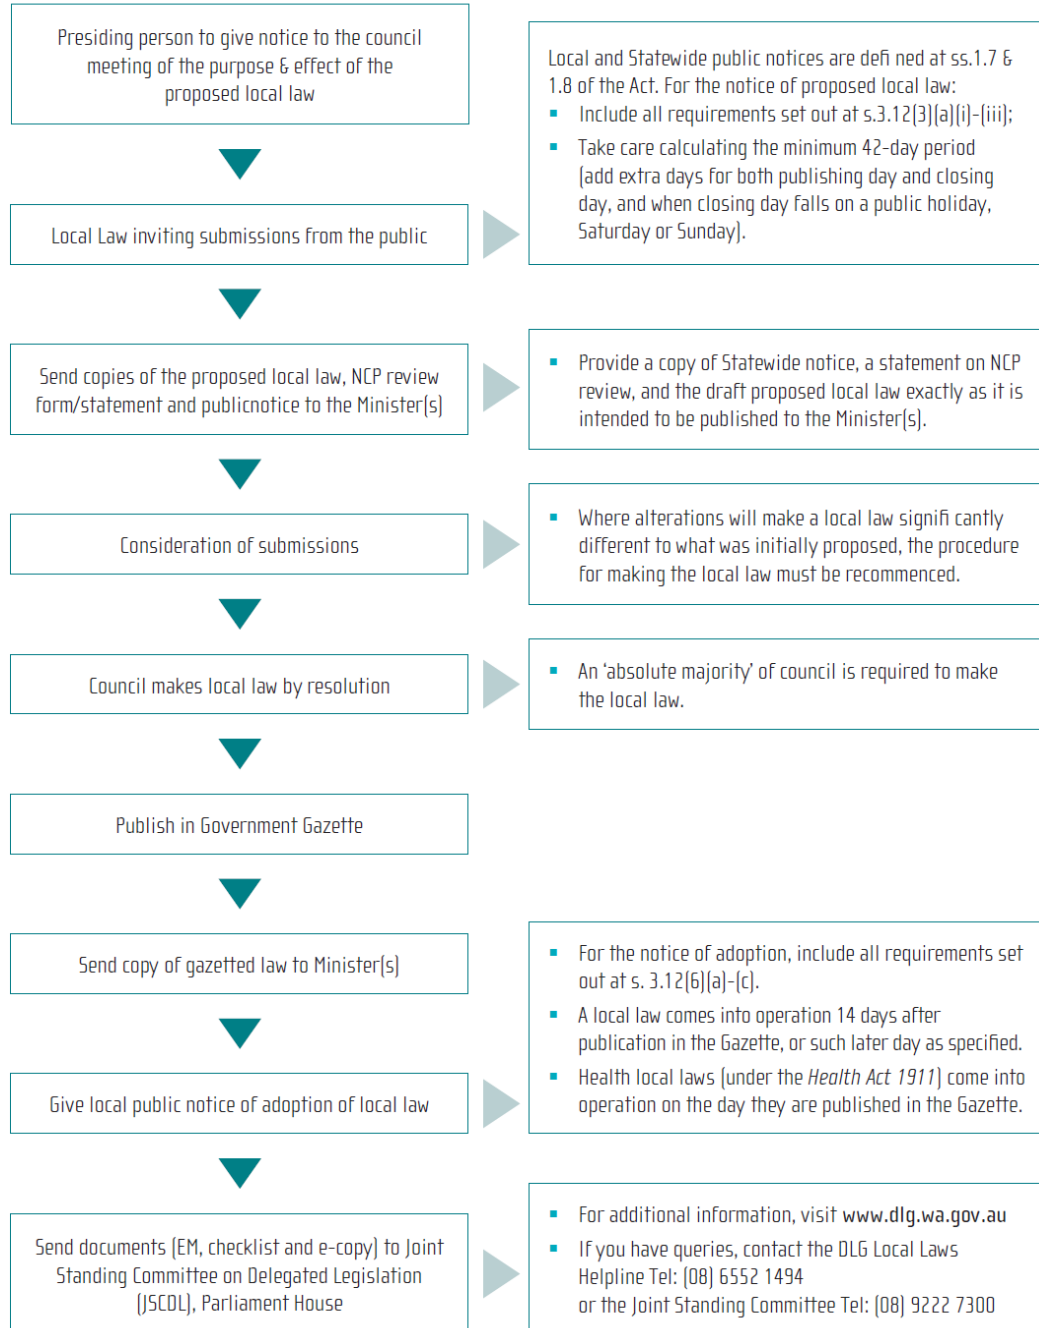 Presiding person to give notice to the council
meeting of the purpose & effect of the
proposed local law
Local and Statewide public notices are defi ned at ss.1.7 &
1.8 of the Act. For the notice of proposed local law:
▪ Include all requirements set out at s.3.12(3)(a)(i)-(iii);
▪ Take care calculating the minimum 42-day period
(add extra days for both publishing day and closing
day, and when closing day falls on a public holiday,
Saturday or Sunday).
Local Law inviting submissions from the public
Send copies of the proposed local law, NCP review
form/statement and publicnotice to the Minister(s)
▪ Provide a copy of Statewide notice, a statement on NCP
review, and the draft proposed local law exactly as it is
intended to be published to the Minister(s).
Consideration of submissions
▪ Where alterations will make a local law signifi cantly
different to what was initially proposed, the procedure
for making the local law must be recommenced.
Council makes local law by resolution
▪ An ‘absolute majority’ of council is required to make
the local law.
Publish in Government Gazette
Send copy of gazetted law to Minister(s)
▪ For the notice of adoption, include all requirements set
out at s. 3.12(6)(a)-(c).
▪ A local law comes into operation 14 days after
publication in the Gazette, or such later day as specified.
▪ Health local laws (under the Health Act 1911) come into
operation on the day they are published in the Gazette.
Give local public notice of adoption of local law
Send documents (EM, checklist and e-copy) to Joint
Standing Committee on Delegated Legislation
(JSCDL), Parliament House
▪ For additional information, visit www.dlg.wa.gov.au
▪ If you have queries, contact the DLG Local Laws
Helpline Tel: (08) 6552 1494
or the Joint Standing Committee Tel: (08) 9222 7300